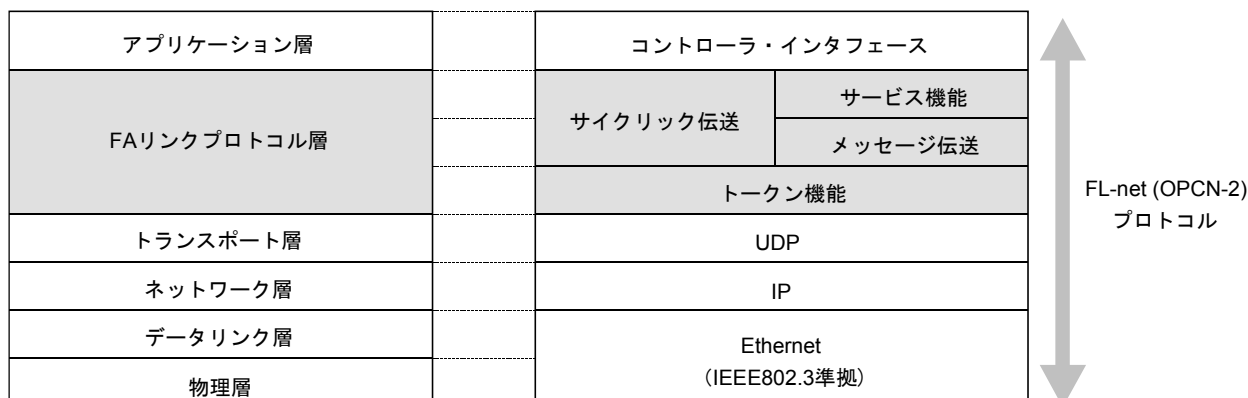 アプリケーション層
コントローラ・インタフェース
FAリンクプロトコル層
サイクリック伝送
サービス機能
メッセージ伝送
トークン機能
トランスポート層
UDP
ネットワーク層
IP
データリンク層
物理層
Ethernet
（IEEE802.3準拠）
FL-net (OPCN-2)
プロトコル